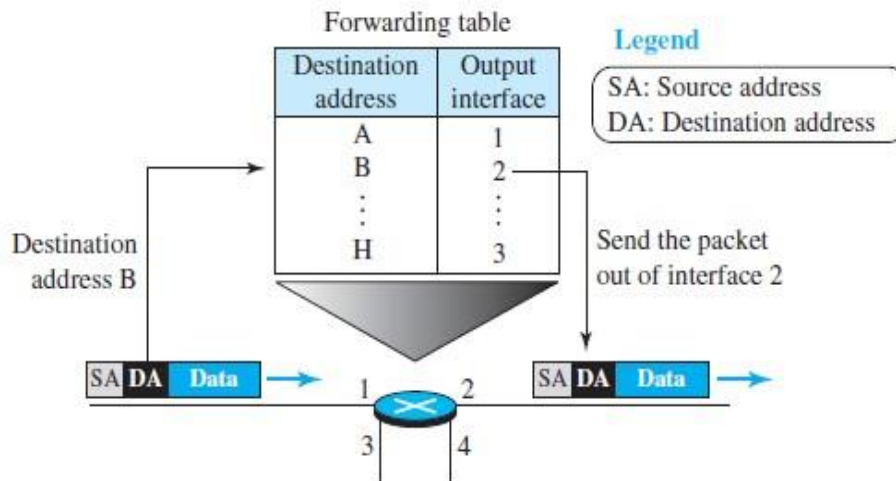 Forwarding table
Legend
Destination address
Output interface
SA: Source address
DA: Destination address
A 1
B 2
H 3
Destination
address B
Send the packet
out of interface 2
SA DA Data
1 2
SA DA Data
3 4